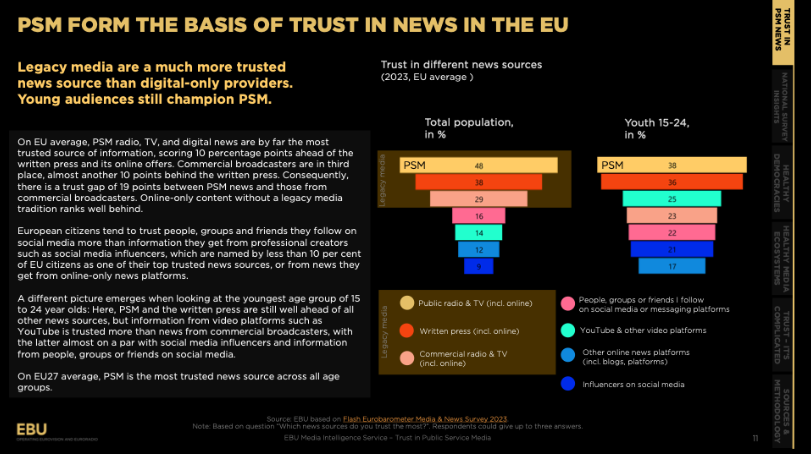 PSM FORM THE BASIS OF TRUST IN NEWS IN THE EU
Legacy media are a much more trusted
news source than digital-only providers.
Young audiences still champion PSM.
On EU average, PSM radio, TV, and digital news are by far the most
trusted source of information, scoring 10 percentage points ahead of the
written press and its online offers. Commercial broadcasters are in third
place, almost another 10 points behind the written press. Consequently,
there is a trust gap of 19 points between PSM news and those from
commercial broadcasters. Online-only content without a legacy media
tradition ranks well behind.
European citizens tend to trust people, groups and friends they follow on
social media more than information they get from professional creators
such as social media influencers, which are named by less than 10 per cent
of EU citizens as one of their top trusted news sources, or from news they
get from online-only news platforms.
A different picture emerges when looking at the youngest age group of 15
to 24 year olds: Here, PSM and the written press are still well ahead of all
other news sources, but information from video platforms such as
YouTube is trusted more than news from commercial broadcasters, with
the latter almost on a par with social media influencers and information
from people, groups or friends on social media.
On EU27 average, PSM is the most trusted news source across all age
groups.
Trust in different news sources
(2023, EU average )
Total population,
in %
Legacy media
PSM 48
38
29
16
14
12
9
Youth 15-24,
in %
PSM 38
36
25
23
22
21
17
Legacy media
Public radio & TV (incl. online)
Written press (incl. online)
Commercial radio & TV
(incl. online)
People, groups or friends I follow
on social media or messaging platforms
YouTube & other video platforms
Other online news platforms
(incl. blogs, platforms)
Influencers on social media
TRUST IN
PSM NEWS
NATIONAL SURVEY
INSIGHTS
HEALTHY
DEMOCRACIES
HEALTHY MEDIA
ECOSYSTEMS
TRUST – IT'S
COMPLICATED
SOURCES &
METHODOLOGY
EBU
OPERATING EUROVISION AND EURORADIO
Source: EBU based on Flash Eurobarometer Media & News Survey 2023
Note: Based on question "Which news sources do you trust the most?". Respondents could give up to three answers.
EBU Media Intelligence Service – Trust in Public Service Media
11